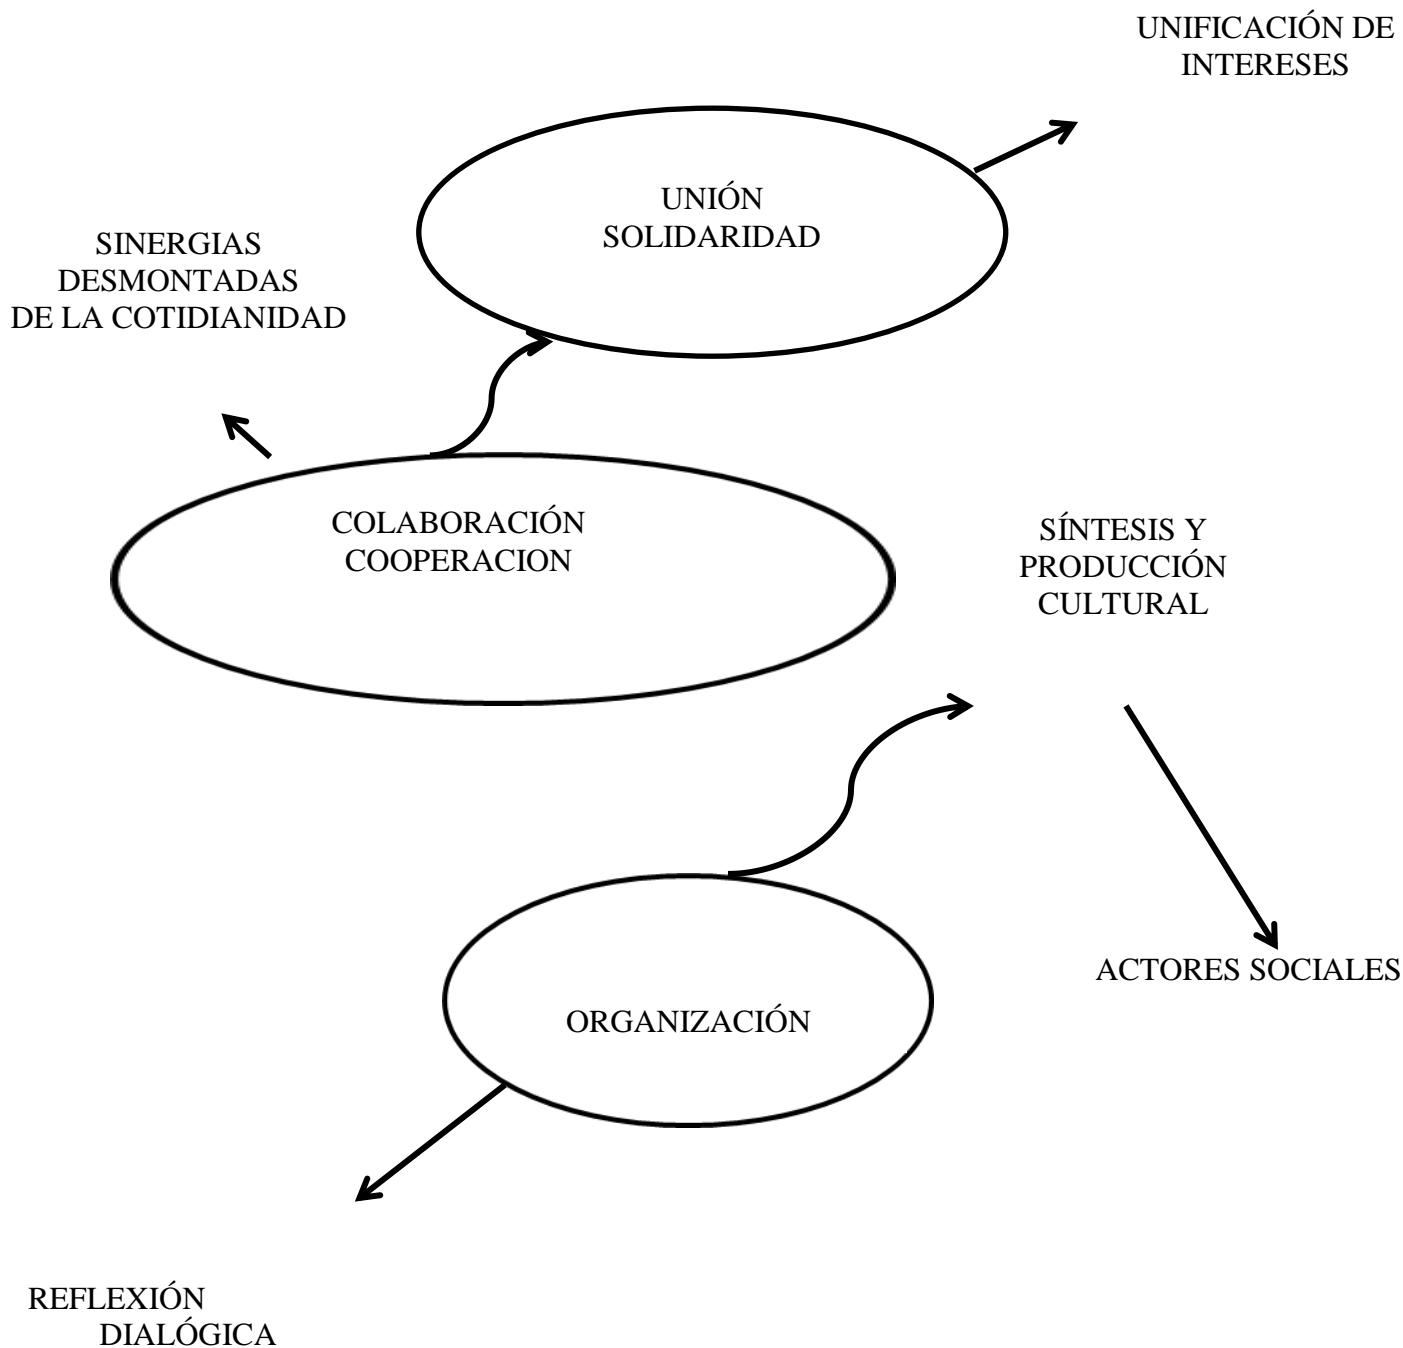 UNIFICACIÓN DE
INTERESES
UNIÓN
SOLIDARIDAD
SINERGIAS
DESMONTADAS
DE LA COTIDIANIDAD
COLABORACIÓN
COOPERACION
SÍNTESIS Y
PRODUCCIÓN
CULTURAL
ACTORES SOCIALES
ORGANIZACIÓN
REFLEXIÓN
DIALÓGICA